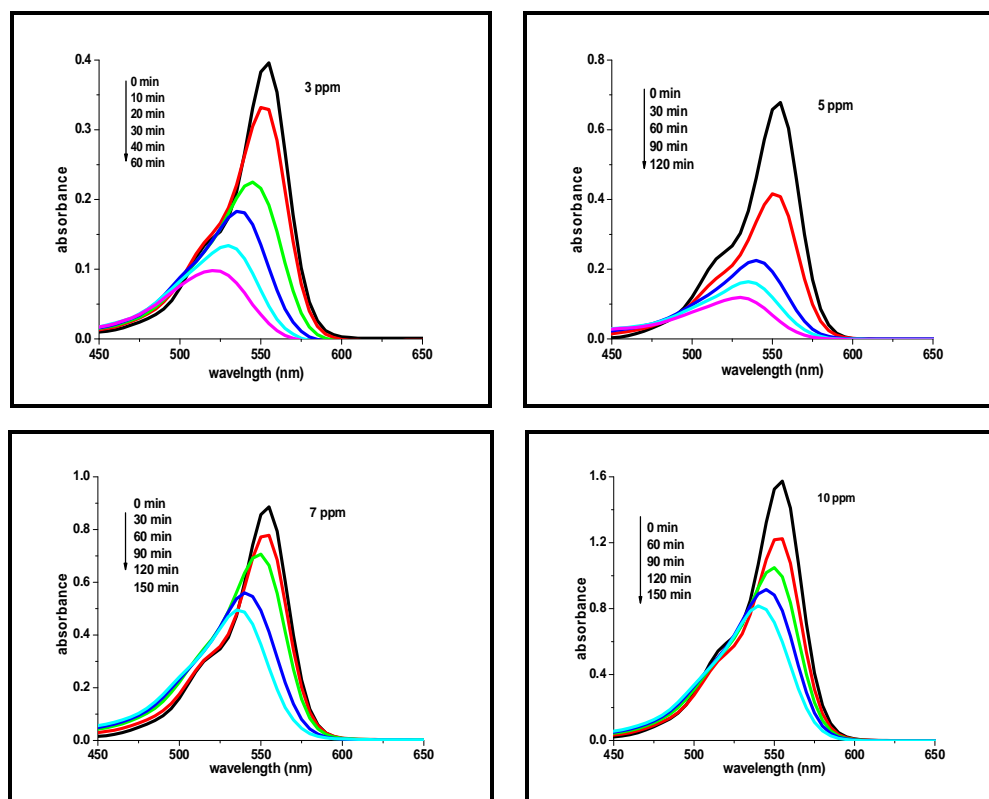 0.4
0.3
0.2
0.1
0.0
absorbance
0 min
10 min
20 min
30 min
40 min
60 min
3 ppm
450 500 550 600 650
wavelngth (nm)
0.8
0.6
0.4
0.2
0.0
absorbance
0 min
30 min
60 min
90 min
120 min
5 ppm
450 500 550 600 650
wavelength (nm)
1.0
0.8
0.6
0.4
0.2
0.0
absorbance
0 min
30 min
60 min
90 min
120 min
150 min
7 ppm
450 500 550 600 650
wavelength (nm)
1.6
1.2
0.8
0.4
0.0
absorbance
0 min
60 min
90 min
120 min
150 min
10 ppm
450 500 550 600 650
wavelength (nm)